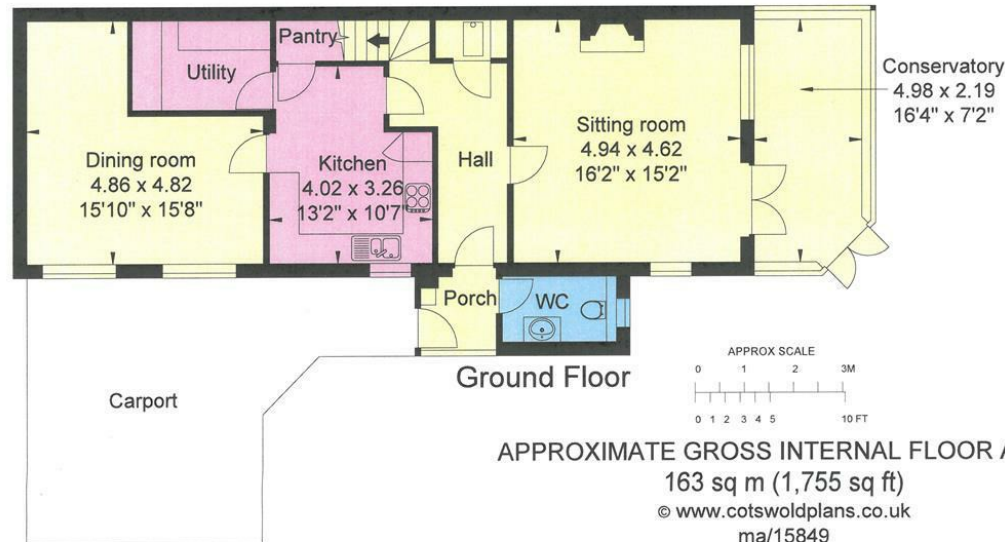 Pantry
Utility
Conservatory
4.98 x 2.19
16'4" x 7'2"
Dining room
4.86 x 4.82
15'10" x 15'8"
Kitchen
4.02 x 3.26
13'2" x 10'7"
Hall
Sitting room
4.94 x 4.62
16'2" x 15'2"
Porch
WC
Carport
Ground Floor
APPROX SCALE
0 1 2 3M
0 1 2 3 4 5 10 FT
APPROXIMATE GROSS INTERNAL FLOOR A
163 sq m (1,755 sq ft)
© www.cotswoldplans.co.uk
ma/15849